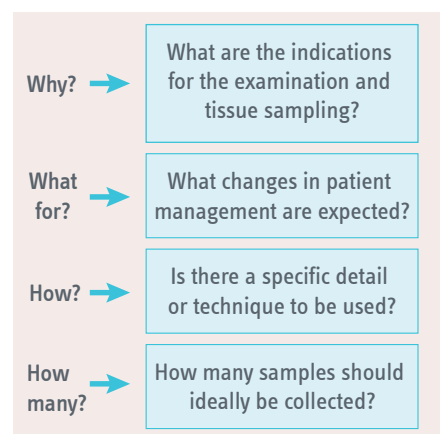 Why?
What are the indications
for the examination and
tissue sampling?
What
for?
What changes in patient
management are expected?
How?
Is there a specific detail
or technique to be used?
How
many?
How many samples should
ideally be collected?